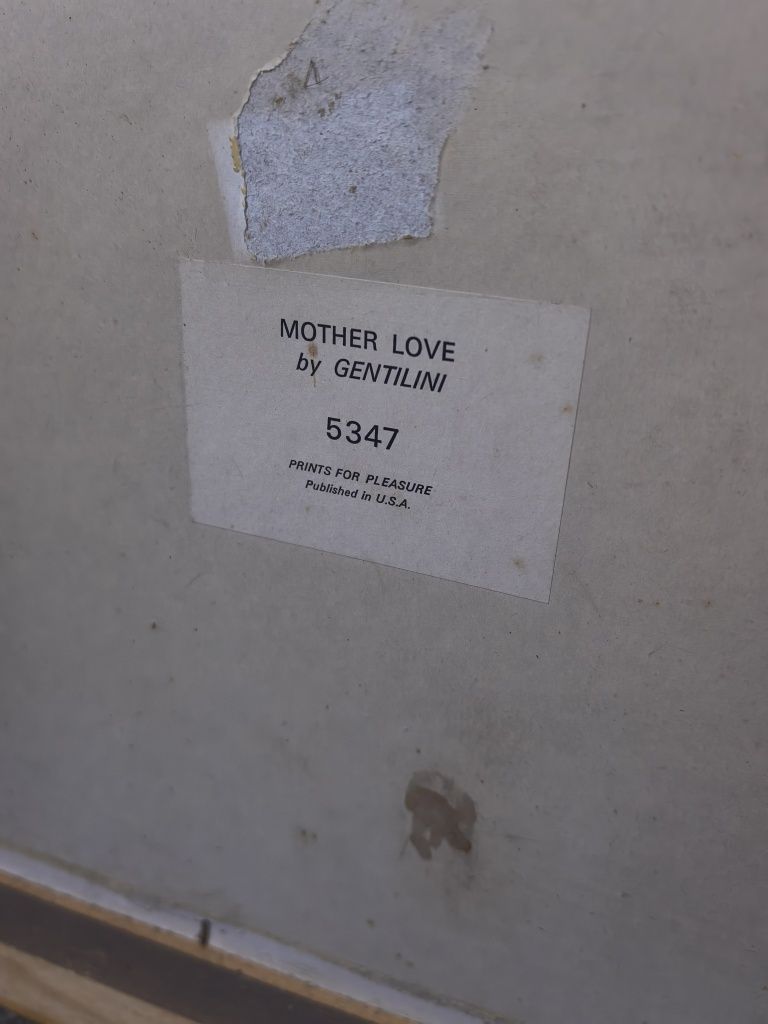 MOTHER LOVE
by GENTILINI
5347
PRINTS FOR PLEASURE
Published in U.S.A.